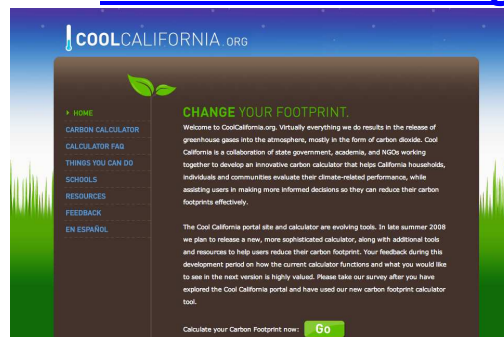 COOLCALIFORNIA.ORG
HOME
CARBON CALCULATOR
CALCULATOR FAQ
THINGS YOU CAN DO
SCHOOLS
RESOURCES
FEEDBACK
EN ESPAÑOL
CHANGE YOUR FOOTPRINT.
Welcome to CoolCalifornia.org. Virtually everything we do results in the release of
greenhouse gases into the atmosphere, mostly in the form of carbon dioxide. Cool
California is a collaboration of state government, academia, and NGOs working
together to develop an innovative carbon calculator that helps California households,
individuals and communities evaluate their climate-related performance, while
assisting users in making more informed decisions so they can reduce their carbon
footprints effectively.
The Cool California portal site and calculator are evolving tools. In late summer 2008
we plan to release a new, more sophisticated calculator, along with additional tools
and resources to help users reduce their carbon footprint. Your feedback during this
development period on how the current calculator functions and what you would like
to see in the next version is highly valued. Please take our survey after you have
explored the Cool California portal and have used our new carbon footprint calculator
tool.
Calculate your Carbon Footprint now: Go